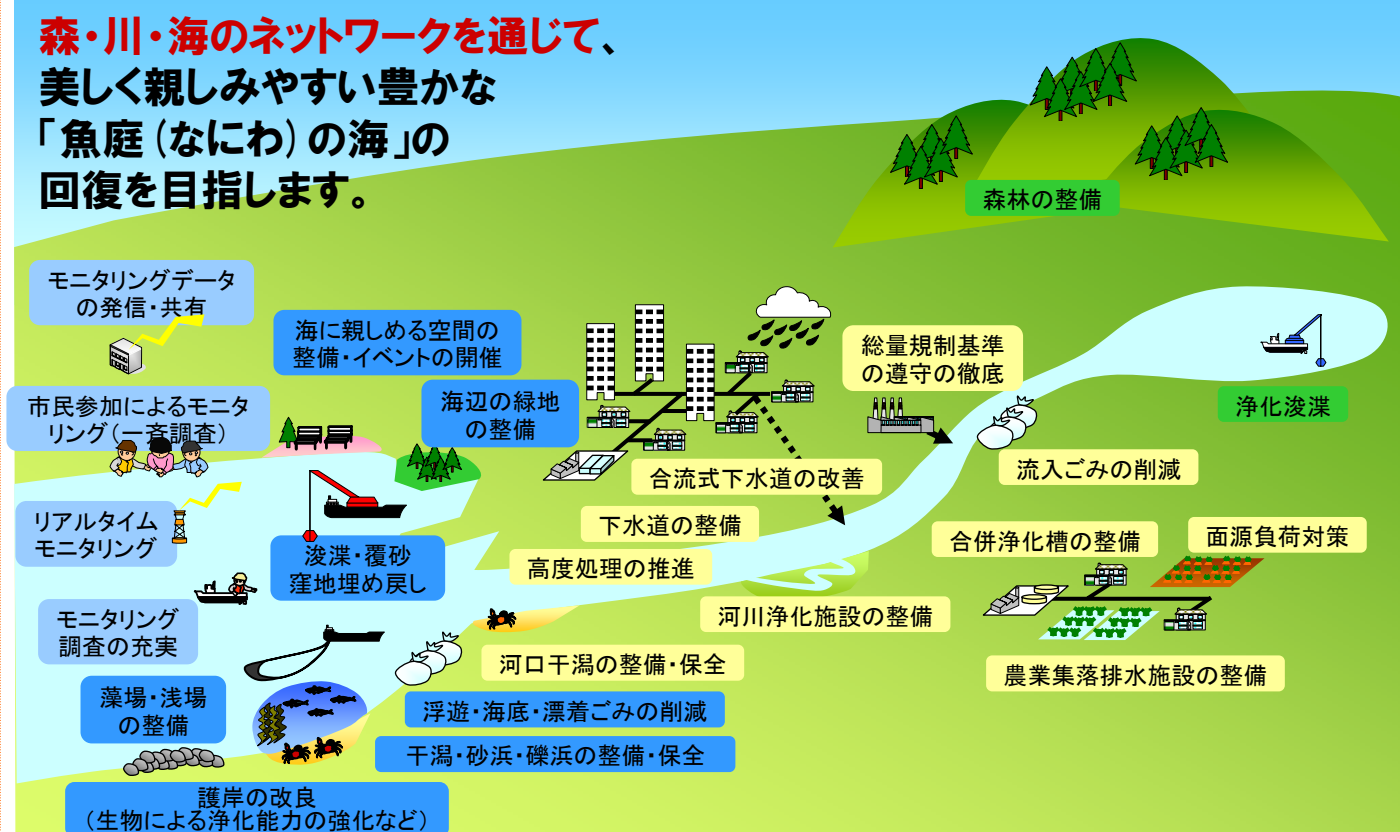 森・川・海のネットワークを通じて、
美しく親しみやすい豊かな
「魚庭(なにわ)の海」の
回復を目指します。
森林の整備
モニタリングデータ
の発信・共有
海に親しめる空間の
整備・イベントの開催
総量規制基準
の遵守の徹底
浄化浚渫
市民参加によるモニタ
リング(一斉調査)
海辺の緑地
の整備
合流式下水道の改善
流入ごみの削減
リアルタイム
モニタリング
浚渫・覆砂
窪地埋め戻し
下水道の整備
高度処理の推進
合併浄化槽の整備
面源負荷対策
モニタリング
調査の充実
河川浄化施設の整備
河口干潟の整備・保全
農業集落排水施設の整備
藻場・浅場
の整備
浮遊・海底・漂着ごみの削減
干潟・砂浜・礫浜の整備・保全
護岸の改良
(生物による浄化能力の強化など)